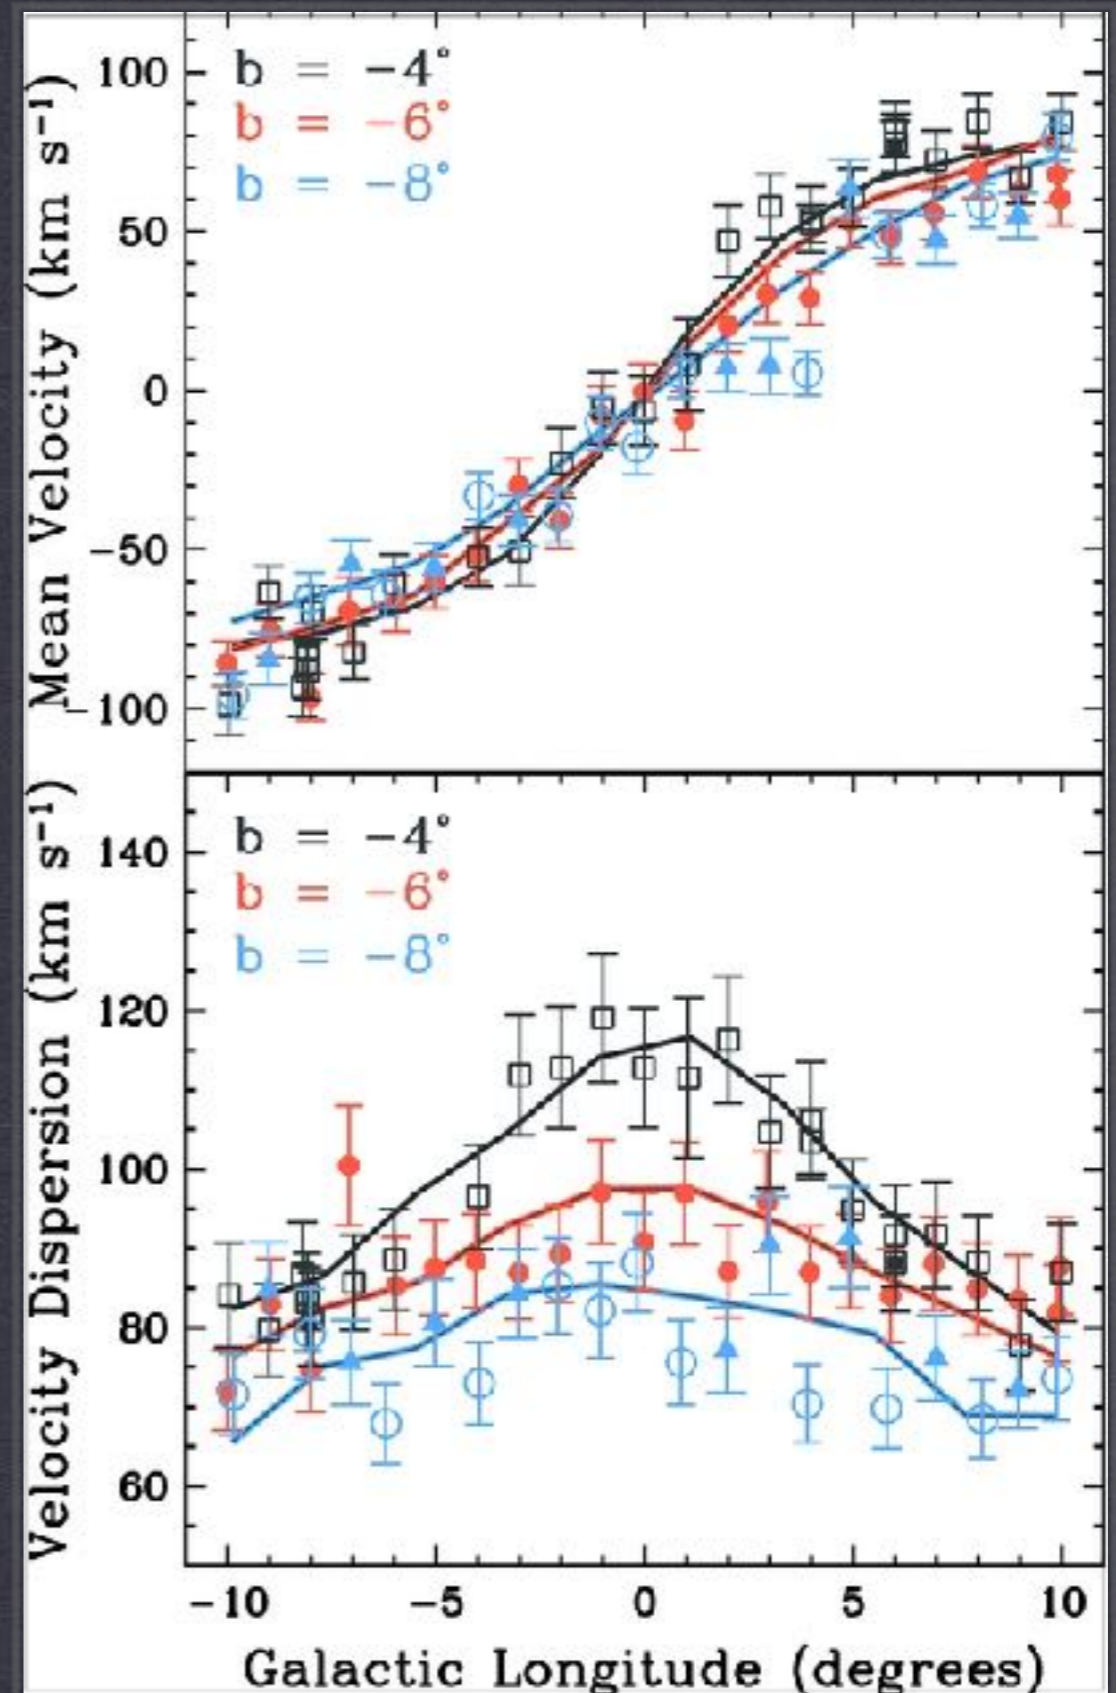 Mean Velocity (km s⁻¹)
100
50
0
−50
−100
b = −4°
b = −6°
b = −8°
Velocity Dispersion (km s⁻¹)
140
120
100
80
60
b = −4°
b = −6°
b = −8°
−10 −5 0 5 10
Galactic Longitude (degrees)